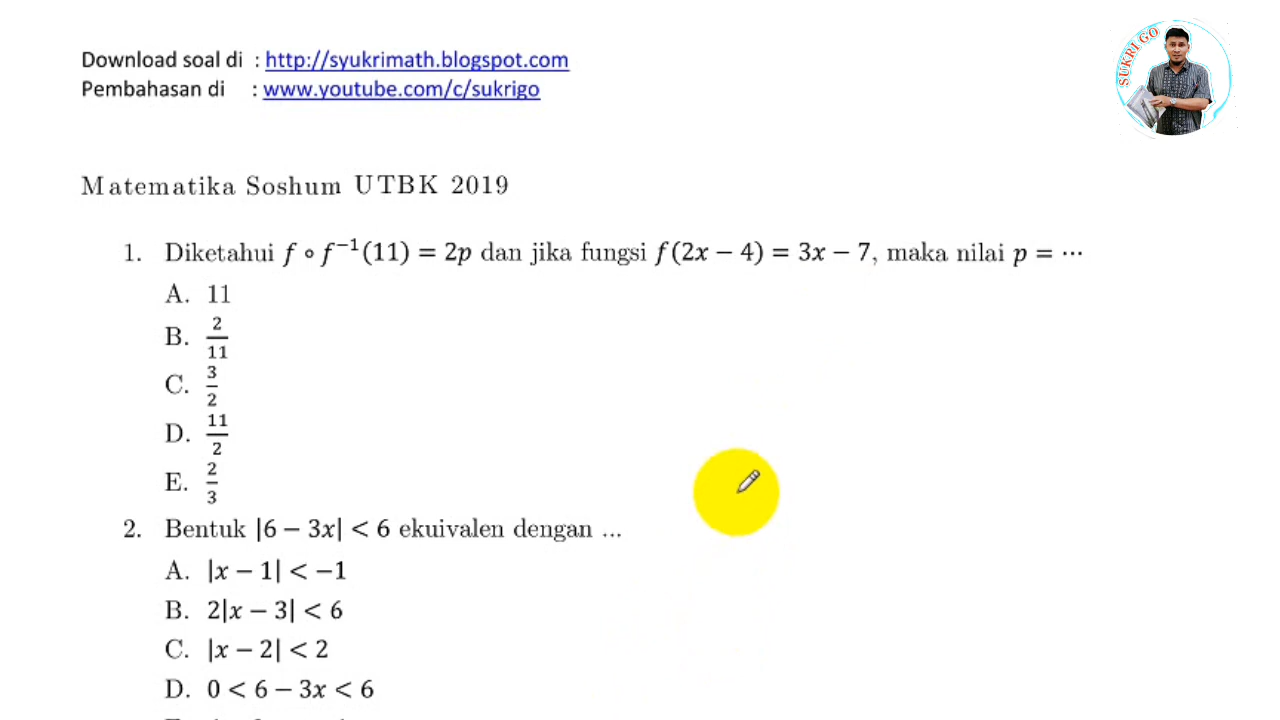 Download soal di : http://syukrimath.blogspot.com
Pembahasan di : www.youtube.com/c/sukrigo
SUKRI GO
Matematika Soshum UTBK 2019
1. Diketahui f ∘ f⁻¹(11) = 2p dan jika fungsi f(2x − 4) = 3x − 7, maka nilai p = ⋯
A. 11
B. 2/11
C. 3/2
D. 11/2
E. 2/3
2. Bentuk |6 − 3x| < 6 ekuivalen dengan ...
A. |x − 1| < −1
B. 2|x − 3| < 6
C. |x − 2| < 2
D. 0 < 6 − 3x < 6